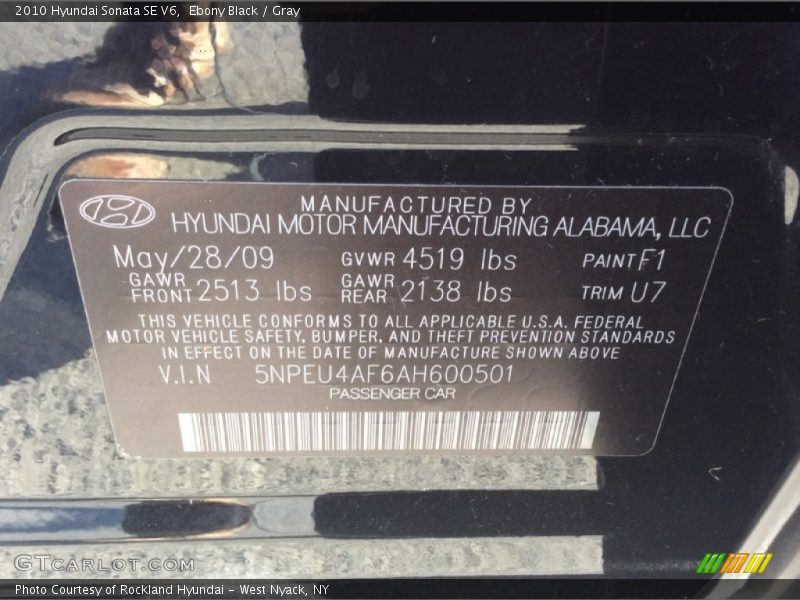 2010 Hyundai Sonata SE V6,  Ebony Black / Gray
MANUFACTURED BY
HYUNDAI MOTOR MANUFACTURING ALABAMA, LLC
May/28/09 GVWR 4519 lbs PAINT F1
GAWR FRONT 2513 lbs GAWR REAR 2138 lbs TRIM U7
THIS VEHICLE CONFORMS TO ALL APPLICABLE U.S.A. FEDERAL
MOTOR VEHICLE SAFETY, BUMPER, AND THEFT PREVENTION STANDARDS
IN EFFECT ON THE DATE OF MANUFACTURE SHOWN ABOVE
V.I.N 5NPEU4AF6AH600501
PASSENGER CAR
GTCARLOT.COM
Photo Courtesy of Rockland Hyundai - West Nyack, NY